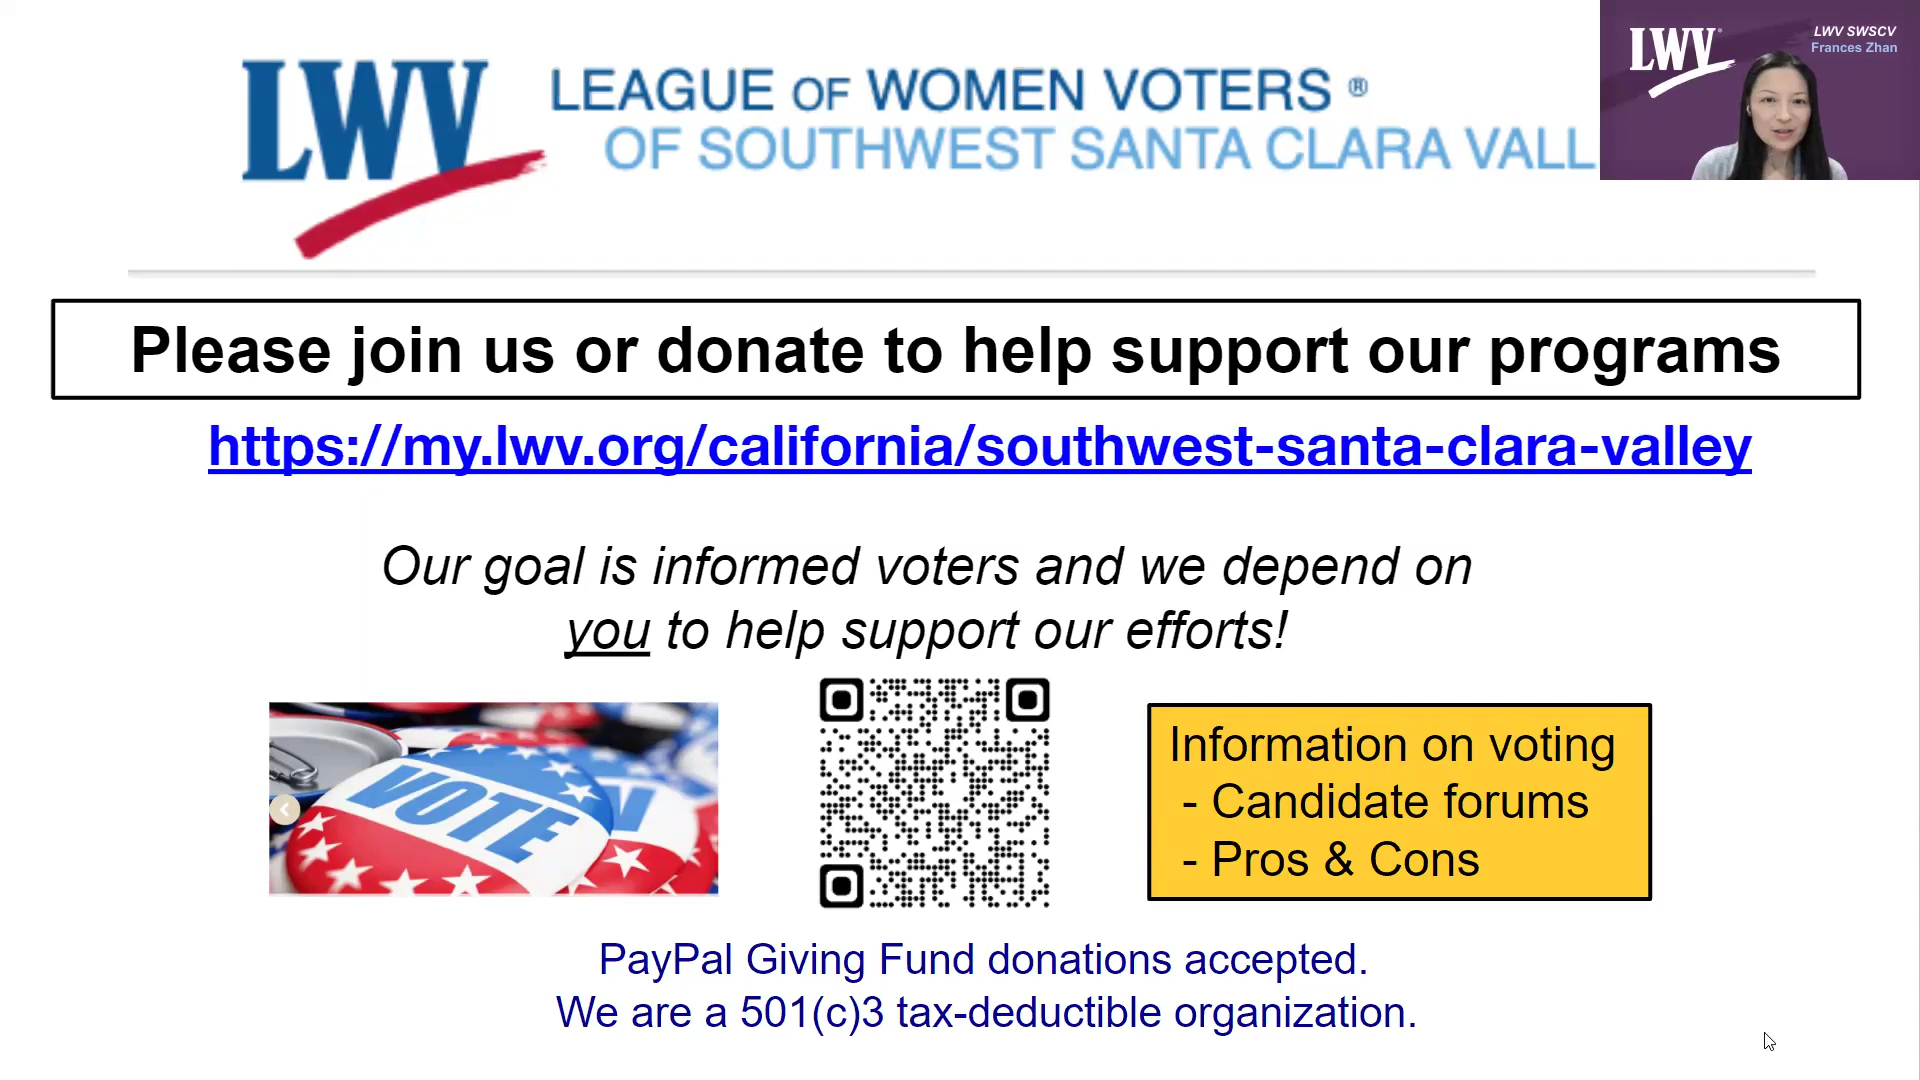 LWV
LEAGUE OF WOMEN VOTERS ®
OF SOUTHWEST SANTA CLARA VALL
LWV
LWV SWSCV
Frances Zhan
Please join us or donate to help support our programs
https://my.lwv.org/california/southwest-santa-clara-valley
Our goal is informed voters and we depend on
you to help support our efforts!
VOTE
Information on voting
- Candidate forums
- Pros & Cons
PayPal Giving Fund donations accepted.
We are a 501(c)3 tax-deductible organization.